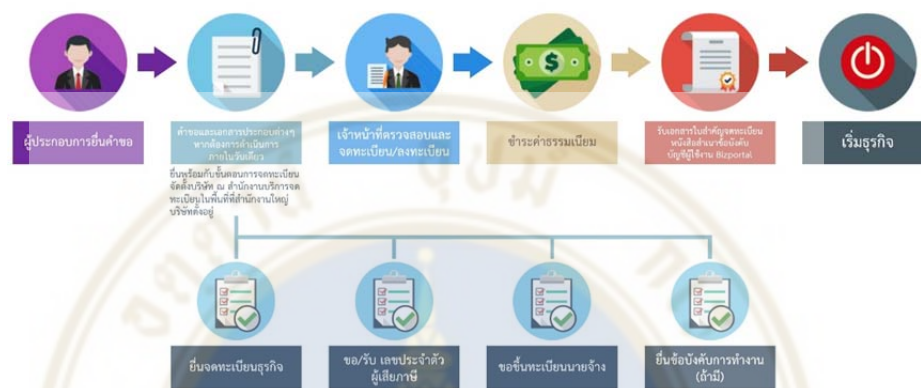 ผู้ประกอบการยื่นคำขอ
คำขอและเอกสารประกอบต่างๆ
หากต้องการดำเนินการ
ภายในวันเดียว
ยื่นพร้อมกับขั้นตอนการจดทะเบียน
จัดตั้งบริษัท ณ สำนักงานบริการจด
ทะเบียนในพื้นที่ที่สำนักงานใหญ่
บริษัทตั้งอยู่
เจ้าหน้าที่ตรวจสอบและ
จดทะเบียน/ลงทะเบียน
ชำระค่าธรรมเนียม
รับเอกสารใบสำคัญจดทะเบียน
หนังสือสำเนาข้อบังคับ
บัญชีผู้ใช้งาน Bizportal
เริ่มธุรกิจ
ยื่นจดทะเบียนธุรกิจ
ขอ/รับ เลขประจำตัว
ผู้เสียภาษี
ขอขึ้นทะเบียนนายจ้าง
ยื่นข้อบังคับการทำงาน
(ถ้ามี)